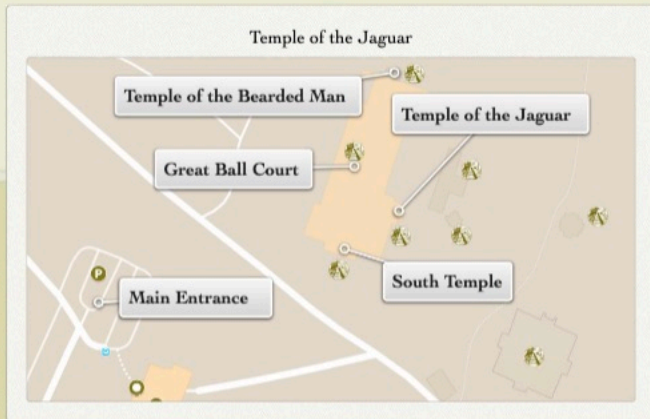 Temple of the Jaguar
Temple of the Bearded Man
Temple of the Jaguar
Great Ball Court
South Temple
Main Entrance
P